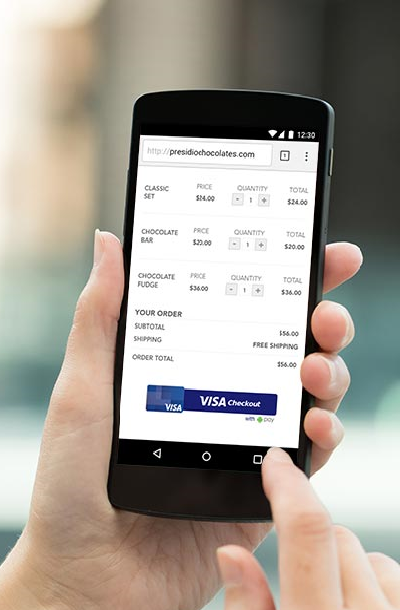 12:30
http://presidiochocolates.com 1
CLASSIC SET PRICE QUANTITY TOTAL
1 + $24.00
CHOCOLATE BAR PRICE QUANTITY TOTAL
$20.00 - 1 + $20.00
CHOCOLATE FUDGE PRICE QUANTITY TOTAL
$36.00 - 1 + $36.00
YOUR ORDER
SUBTOTAL $56.00
SHIPPING FREE SHIPPING
ORDER TOTAL $56.00
VISA VISA Checkout
with pay